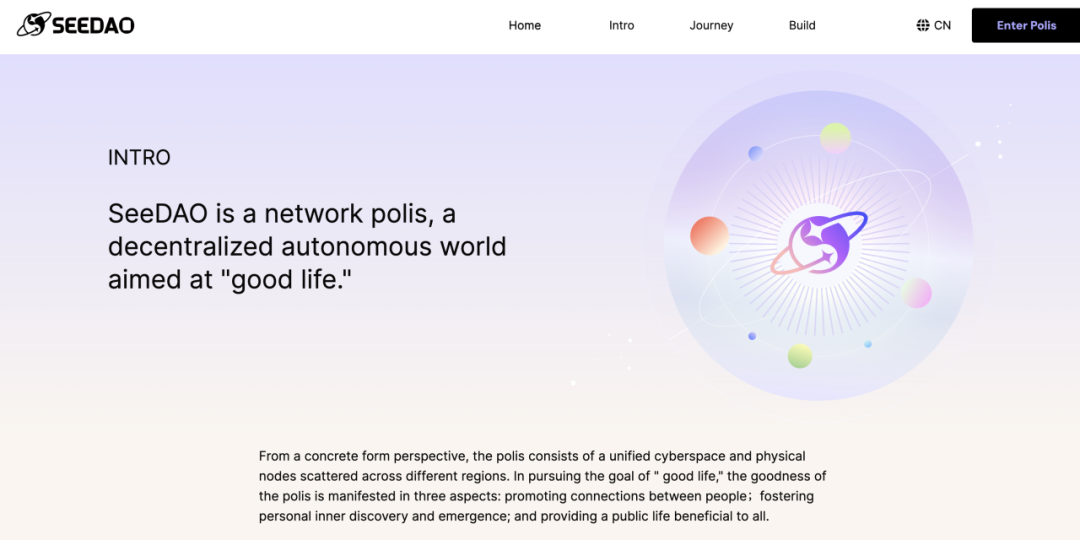 SEEDAO
Home
Intro
Journey
Build
CN
Enter Polis
INTRO
SeeDAO is a network polis, a
decentralized autonomous world
aimed at "good life."
From a concrete form perspective, the polis consists of a unified cyberspace and physical
nodes scattered across different regions. In pursuing the goal of " good life," the goodness of
the polis is manifested in three aspects: promoting connections between people；fostering
personal inner discovery and emergence; and providing a public life beneficial to all.